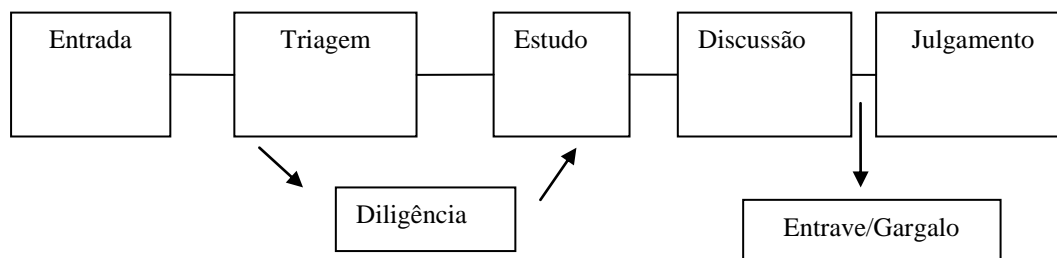 Entrada
Triagem
Estudo
Discussão
Julgamento
Diligência
Entrave/Gargalo